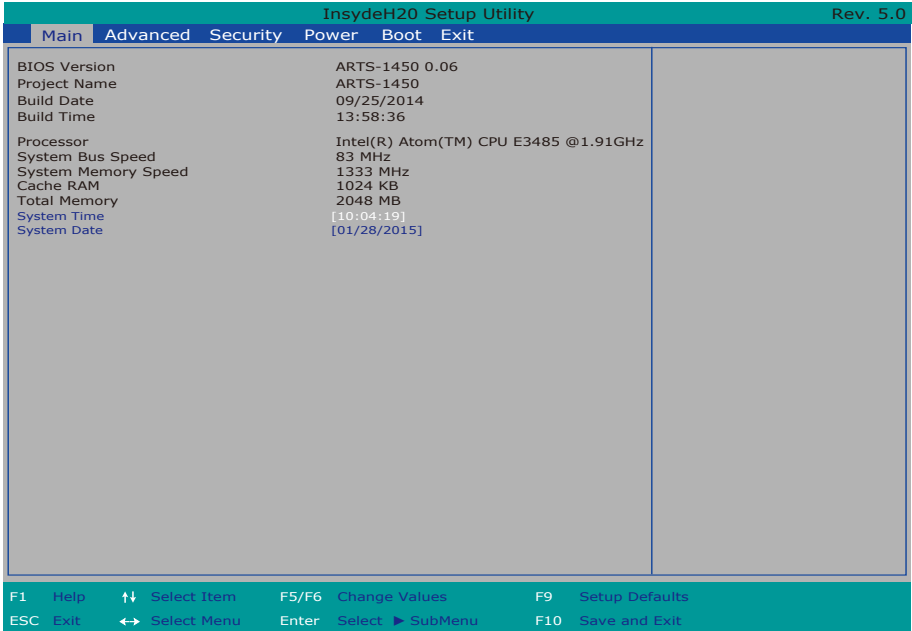 InsydeH20 Setup Utility Rev. 5.0
Main Advanced Security Power Boot Exit
BIOS Version ARTS-1450 0.06
Project Name ARTS-1450
Build Date 09/25/2014
Build Time 13:58:36
Processor Intel(R) Atom(TM) CPU E3485 @1.91GHz
System Bus Speed 83 MHz
System Memory Speed 1333 MHz
Cache RAM 1024 KB
Total Memory 2048 MB
System Time [10:04:19]
System Date [01/28/2015]
F1 Help ↑↓ Select Item F5/F6 Change Values F9 Setup Defaults
ESC Exit ↔ Select Menu Enter Select ► SubMenu F10 Save and Exit